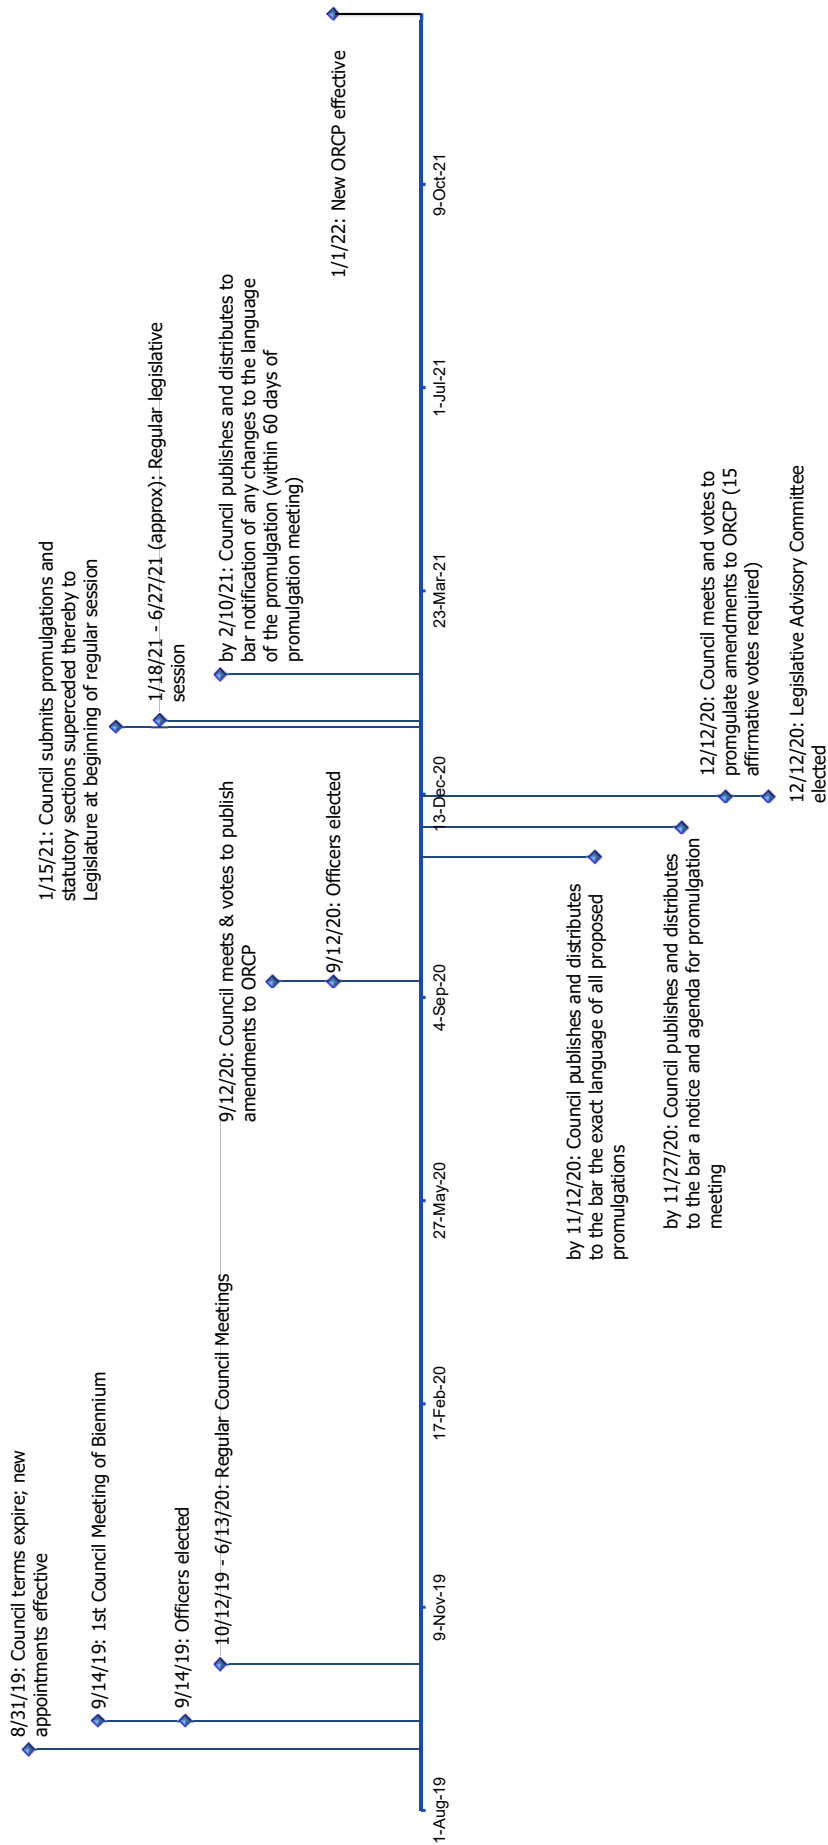 8/31/19: Council terms expire; new
appointments effective
9/14/19: 1st Council Meeting of Biennium
9/14/19: Officers elected
10/12/19 - 6/13/20: Regular Council Meetings
9/12/20: Council meets & votes to publish
amendments to ORCP
9/12/20: Officers elected
1/15/21: Council submits promulgations and
statutory sections superceded thereby to
Legislature at beginning of regular session
1/18/21 - 6/27/21 (approx): Regular legislative
session
by 2/10/21: Council publishes and distributes to
bar notification of any changes to the language
of the promulgation (within 60 days of
promulgation meeting)
1/1/22: New ORCP effective
1-Aug-19
9-Nov-19
17-Feb-20
27-May-20
4-Sep-20
13-Dec-20
23-Mar-21
1-Jul-21
9-Oct-21
by 11/12/20: Council publishes and distributes
to the bar the exact language of all proposed
promulgations
by 11/27/20: Council publishes and distributes
to the bar a notice and agenda for promulgation
meeting
12/12/20: Council meets and votes to
promgulate amendments to ORCP (15
affirmative votes required)
12/12/20: Legislative Advisory Committee
elected